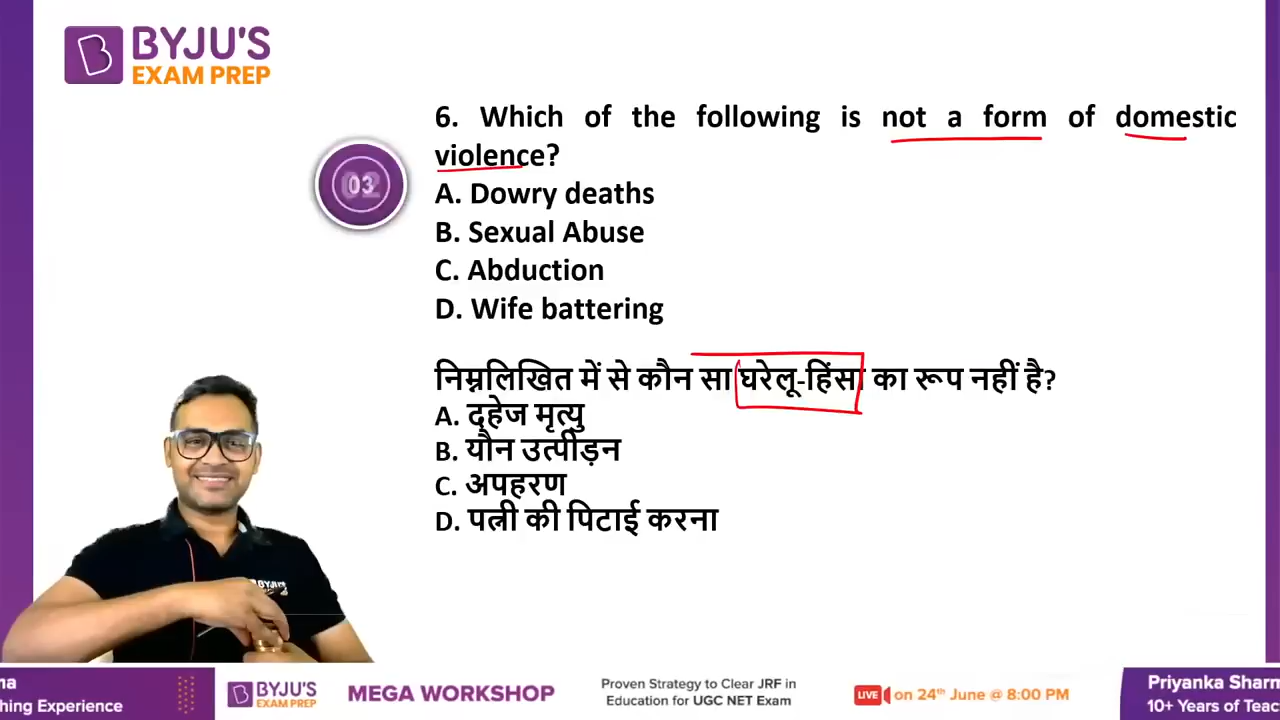 BYJU'S
EXAM PREP
6. Which of the following is not a form of domestic
violence?
A. Dowry deaths
B. Sexual Abuse
C. Abduction
D. Wife battering
निम्नलिखित में से कौन सा घरेलू-हिंसा का रूप नहीं है?
A. दहेज मृत्यु
B. यौन उत्पीड़न
C. अपहरण
D. पत्नी की पिटाई करना
BYJU'S
EXAM PREP
MEGA WORKSHOP
Proven Strategy to Clear JRF in
Education for UGC NET Exam
LIVE on 24th June @ 8:00 PM
Priyanka Sharm
10+ Years of Teac
ma
hing Experience